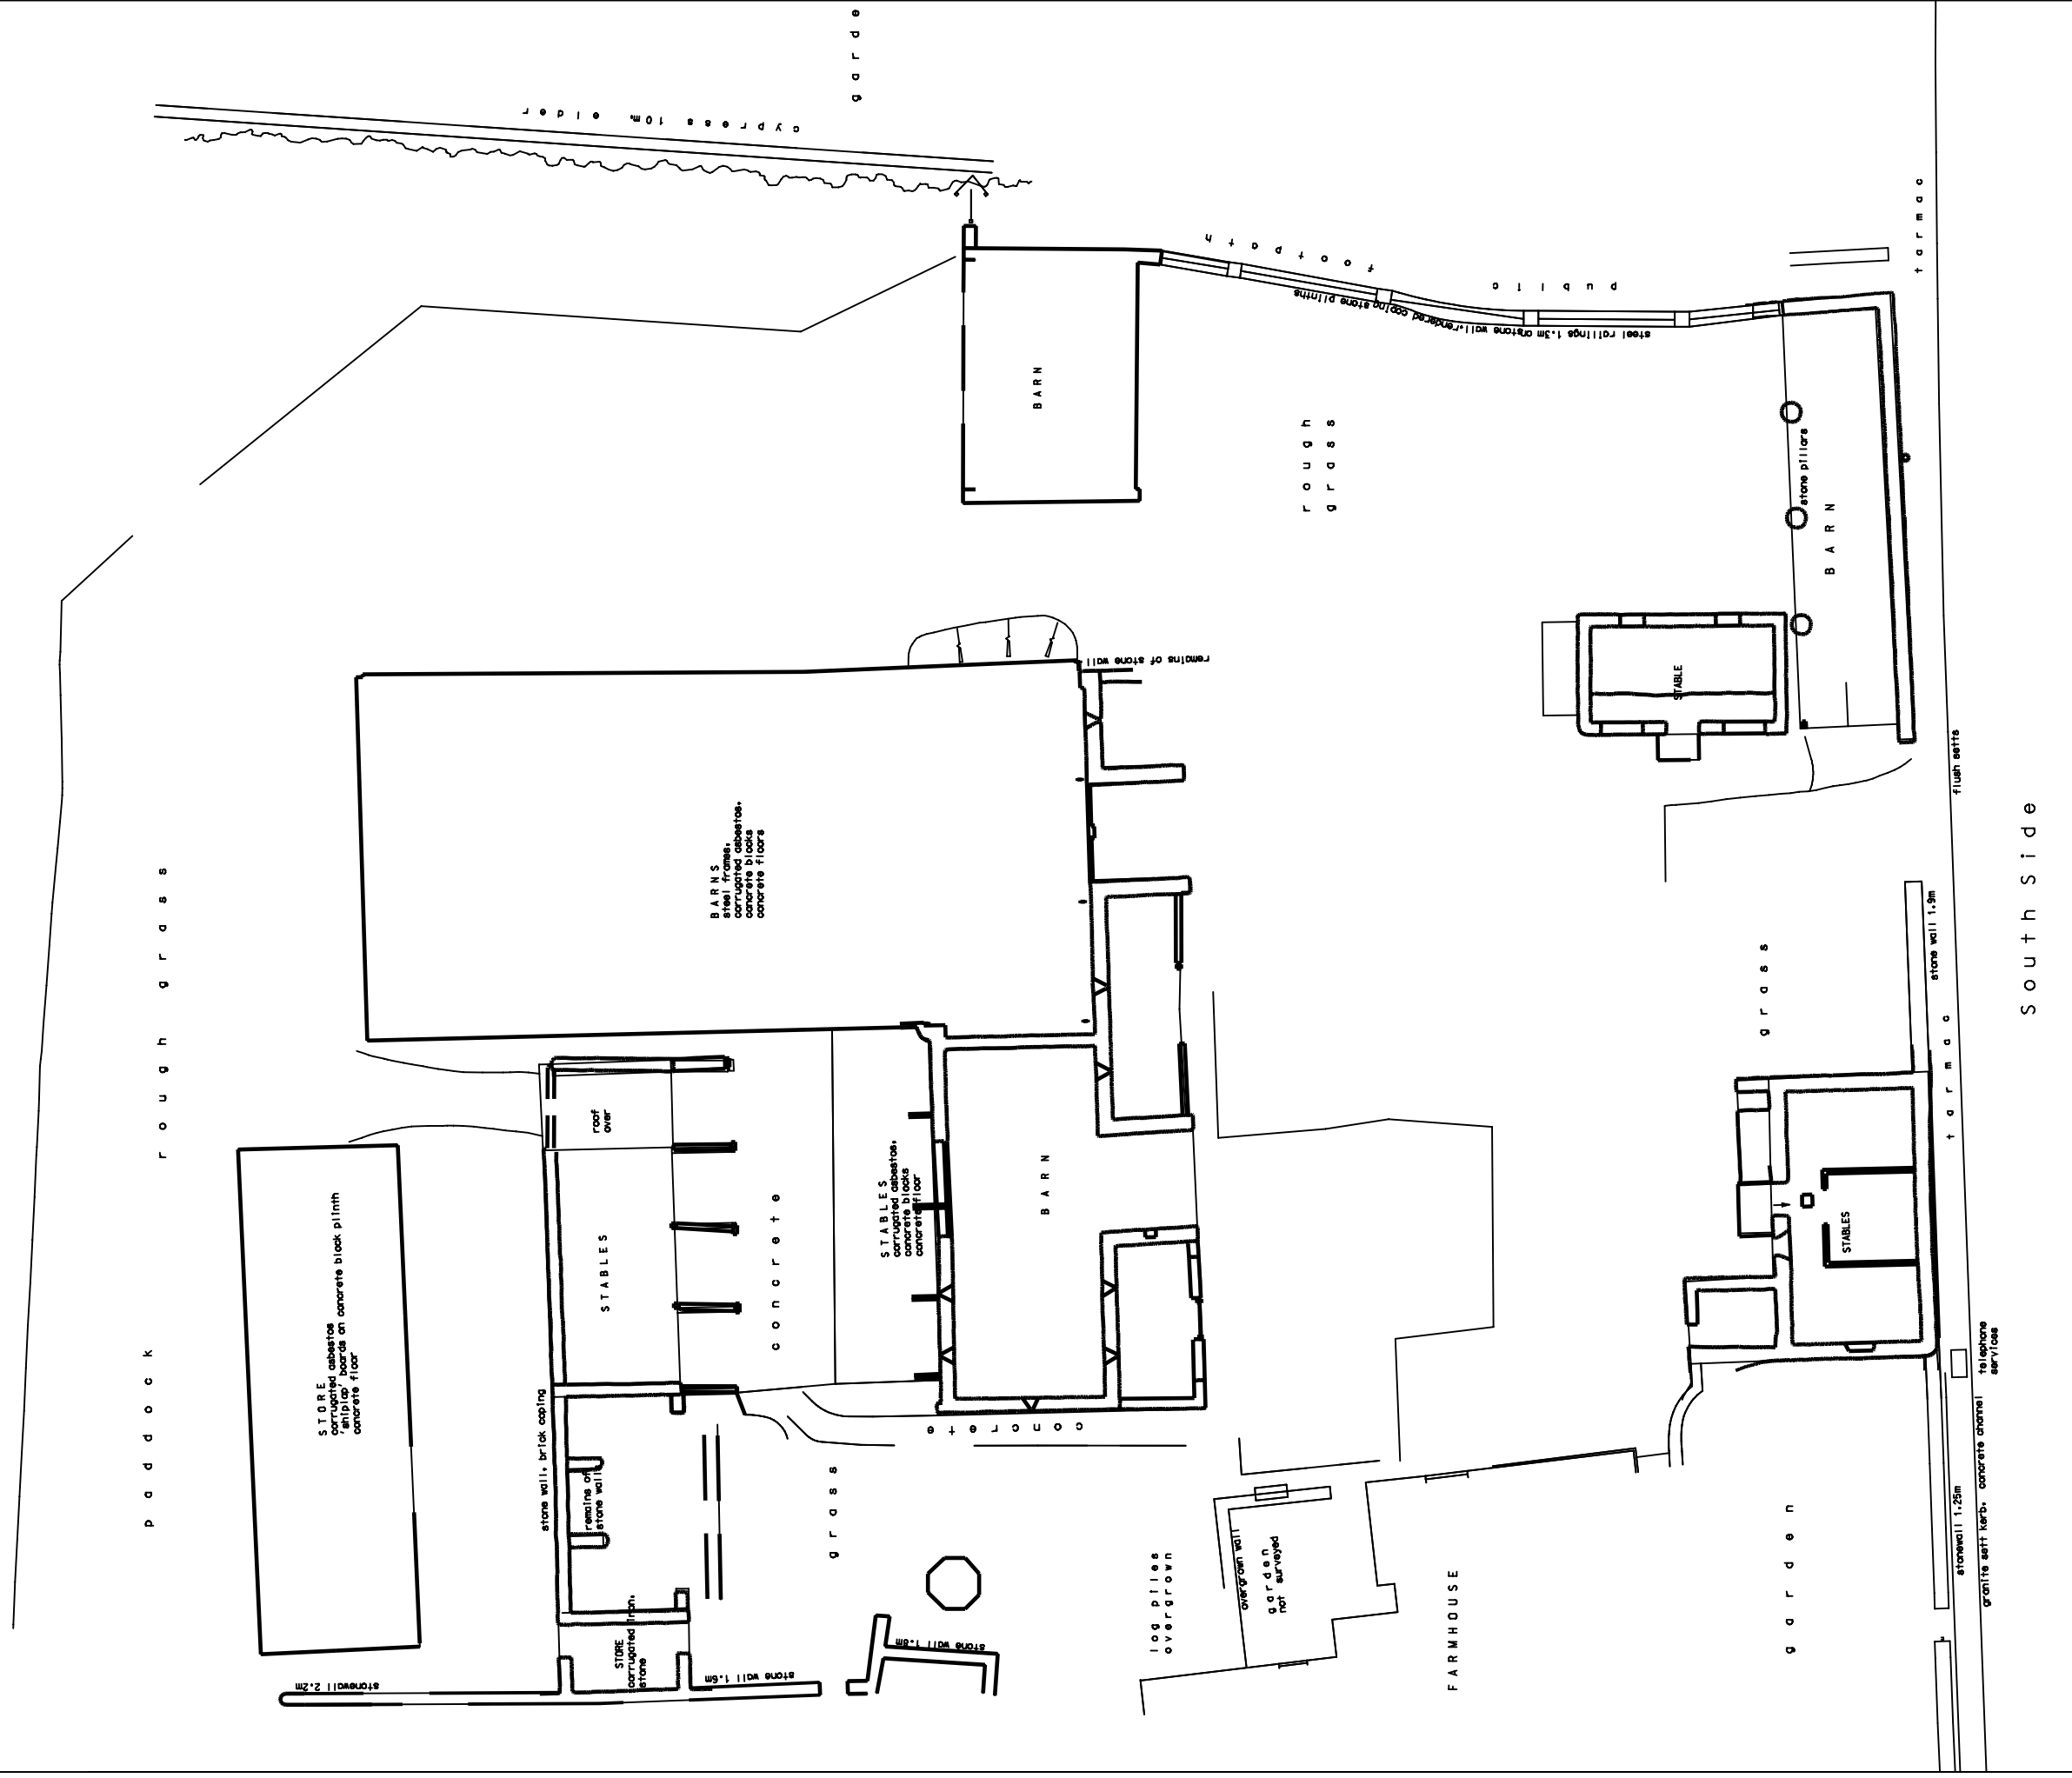 garde
cypress 10m. elder
tarmac
public footpath
steel railings 1.3m on stone wall, rendered coping stone plinths
BARN
rough
grass
stone pillars
BARN
STABLE
remains of stone wall
flush setts
South Side
BARNS
steel frames,
corrugated asbestos,
concrete blocks
concrete floors
rough grass
paddock
STORE
corrugated asbestos
'shiplap' boards on concrete block plinth
concrete floor
roof
over
STABLES
concrete
STABLES
corrugated asbestos,
concrete blocks
concrete floor
BARN
concrete
stone wall, brick coping
remains of
stone wall
grass
STORE
corrugated iron,
stone
stonewall 2.2m
stone wall 1.6m
stone wall 1.8m
log piles
overgrown
overgrown wall
garden
not surveyed
FARMHOUSE
garden
grass
stone wall 1.9m
tarmac
STABLES
telephone
services
stonewall 1.25m
granite sett kerb, concrete channel